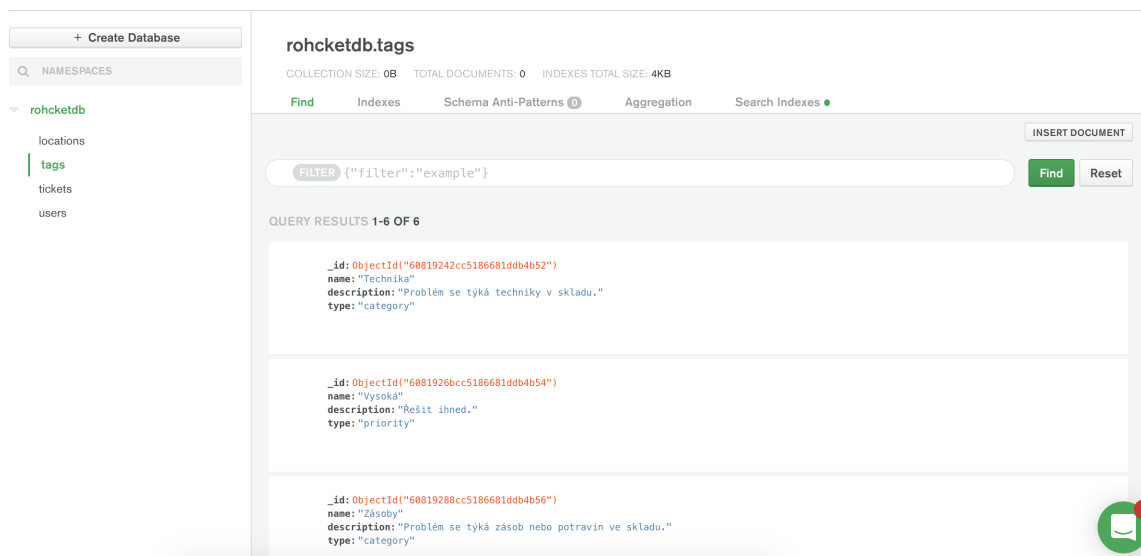 + Create Database
NAMESPACES
rohcketdb
locations
tags
tickets
users
rohcketdb.tags
COLLECTION SIZE: 0B TOTAL DOCUMENTS: 0 INDEXES TOTAL SIZE: 4KB
Find Indexes Schema Anti-Patterns 0 Aggregation Search Indexes
INSERT DOCUMENT
FILTER {"filter":"example"} Find Reset
QUERY RESULTS 1-6 OF 6
_id: ObjectId("60819242cc5186681ddb4b52")
name: "Technika"
description: "Problém se týká techniky v skladu."
type: "category"
_id: ObjectId("6081926bcc5186681ddb4b54")
name: "Vysoká"
description: "Řešit ihned."
type: "priority"
_id: ObjectId("60819288cc5186681ddb4b56")
name: "Zásoby"
description: "Problém se týká zásob nebo potravin ve skladu."
type: "category"